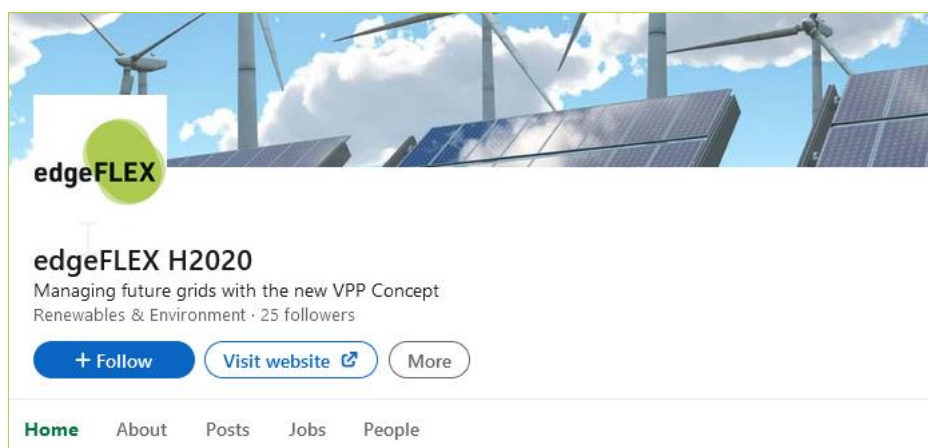 edgeFLEX
edgeFLEX H2020
Managing future grids with the new VPP Concept
Renewables & Environment · 25 followers
+ Follow
Visit website
More
Home
About
Posts
Jobs
People